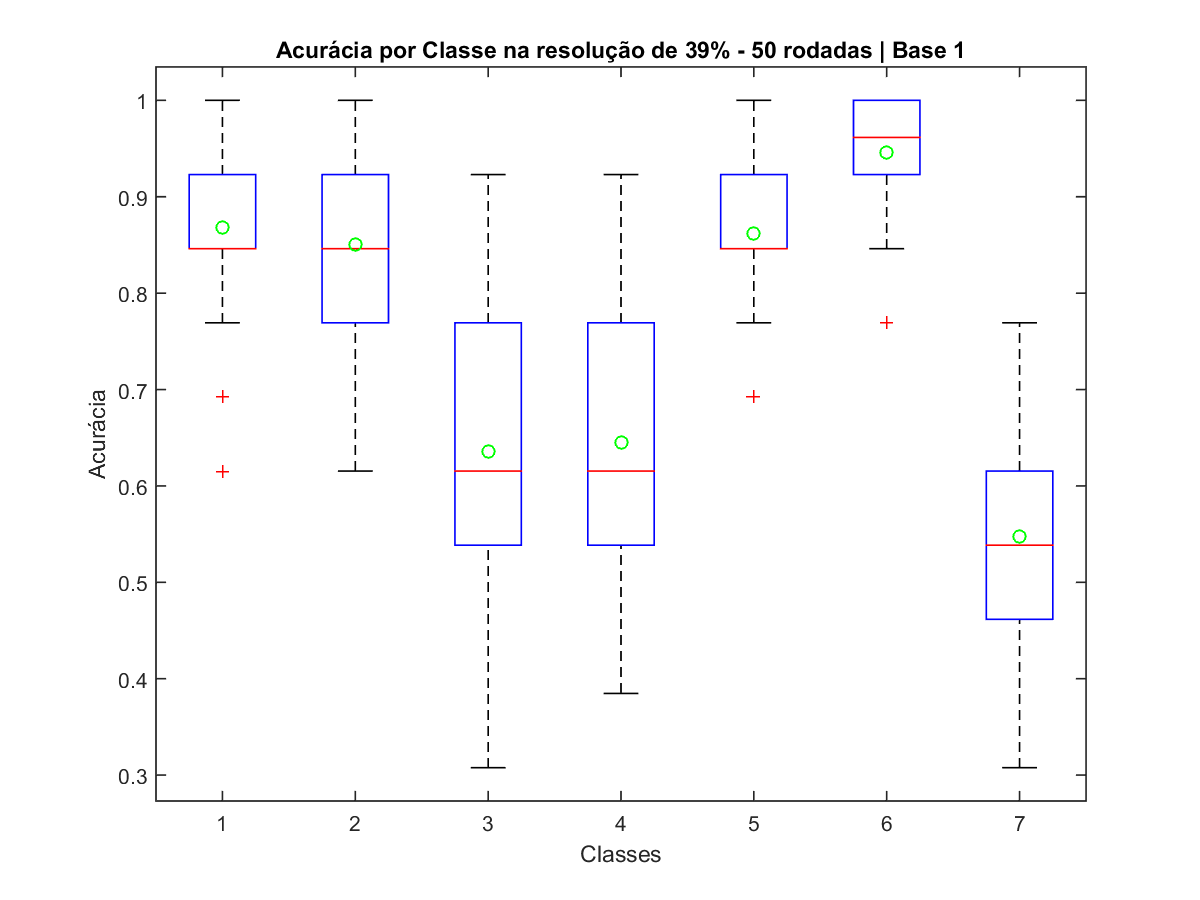 Acurácia por Classe na resolução de 39% - 50 rodadas | Base 1
1
0.9
0.8
0.7
0.6
0.5
0.4
0.3
Acurácia
1 2 3 4 5 6 7
Classes